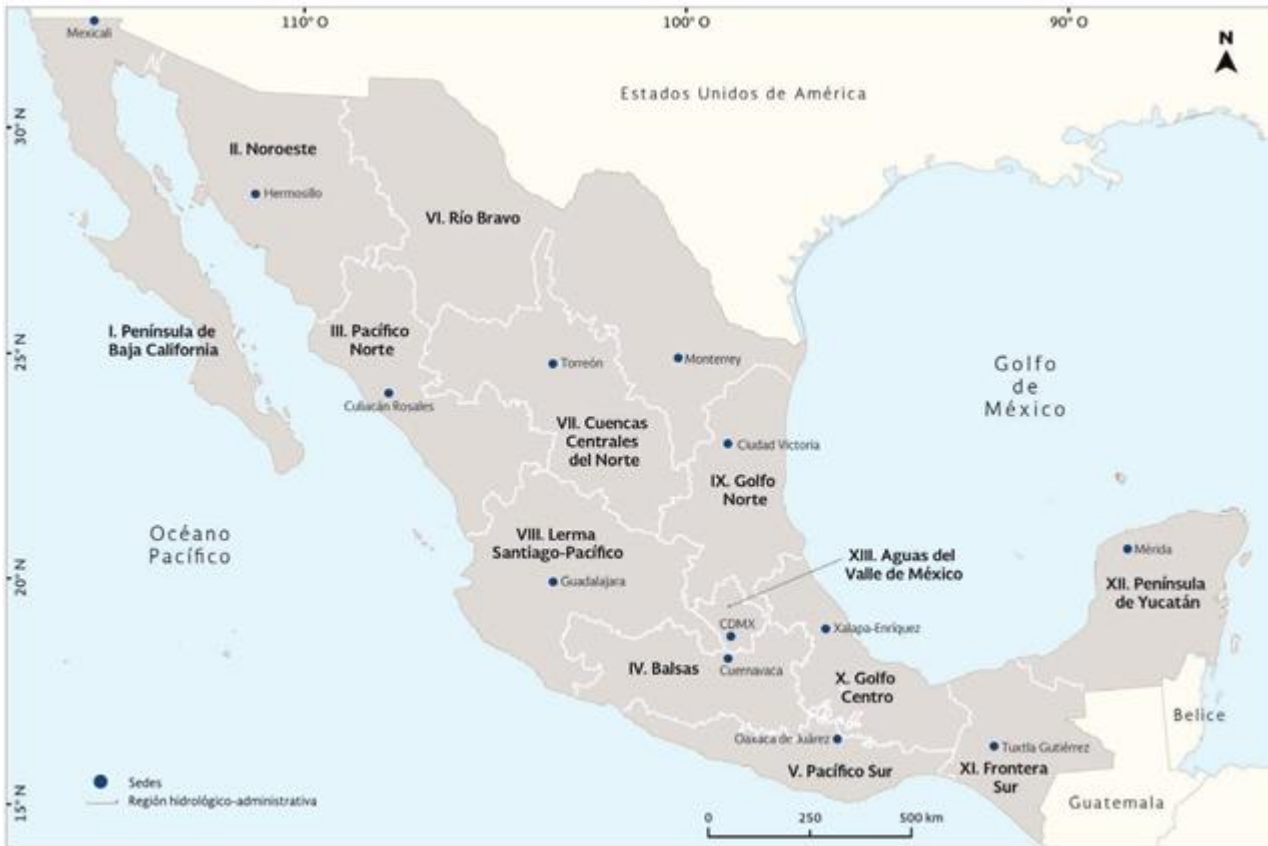 110° O
100° O
90° O
Mexicali
N
Estados Unidos de América
30° N
II. Noroeste
Hermosillo
VI. Río Bravo
I. Península de
Baja California
III. Pacífico
Norte
25° N
Torreón
Monterrey
Golfo
de
México
Culiacán Rosales
VII. Cuencas
Centrales
del Norte
Ciudad Victoria
IX. Golfo
Norte
Océano
Pacífico
VIII. Lerma
Santiago-Pacífico
XIII. Aguas del
Valle de México
Mérida
20° N
Guadalajara
XII. Península
de Yucatán
CDMX
Xalapa-Enríquez
IV. Balsas
Cuernavaca
X. Golfo
Centro
Belice
Oaxaca de Juárez
Tuxtla Gutiérrez
V. Pacífico Sur
XI. Frontera
Sur
Sedes
Región hidrológico-administrativa
15° N
Guatemala
0
250
500 km